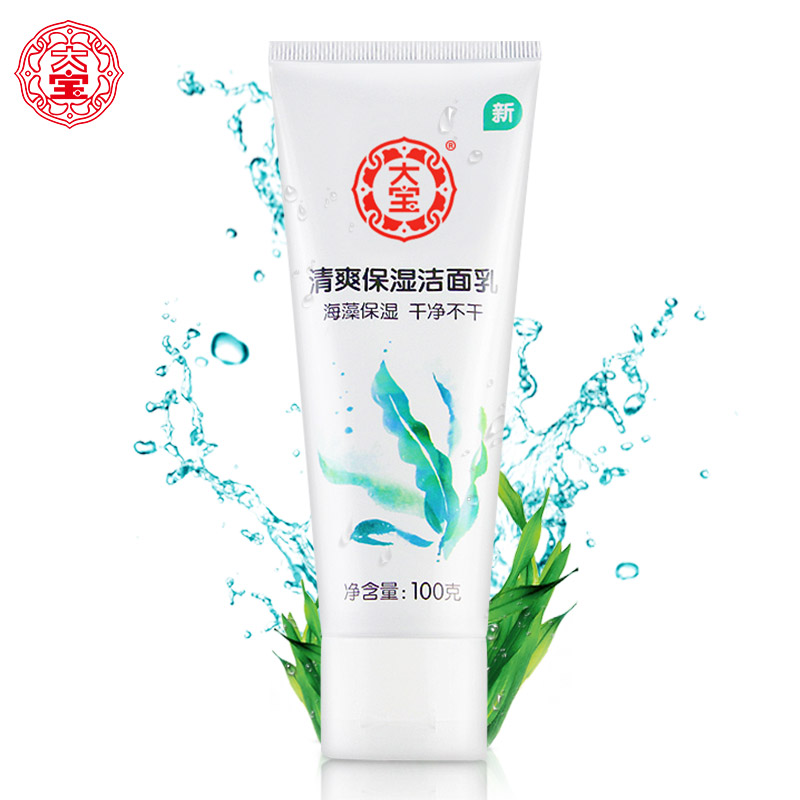 大宝
新
大宝®
清爽保湿洁面乳
海藻保湿 干净不干
净含量：100克